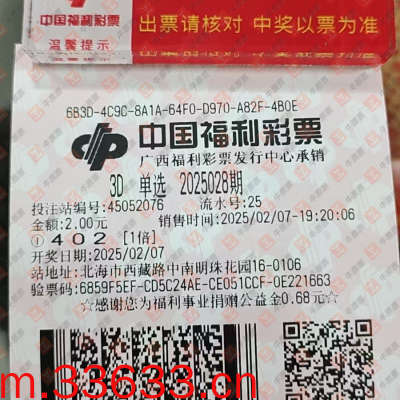 中国福利彩票
温馨提示
出票请核对 中奖以票为准
6B3D-4C9C-8A1A-64F0-D970-A82F-4B0E
中国福利彩票
广西福利彩票发行中心承销
3D 单选 2025028期
投注站编号:45052076 流水号:25
金额:2.00元 销售时间:2025/02/07-19:20:06
① 402 [1倍]
开奖日期:2025/02/07
站地址:北海市西藏路中南明珠花园16-0106
验票码:6859F5EF-CD5C24AE-CE051CCF-0E221663
☆感谢您为福利事业捐赠公益金0.68元☆
m.33633.cn